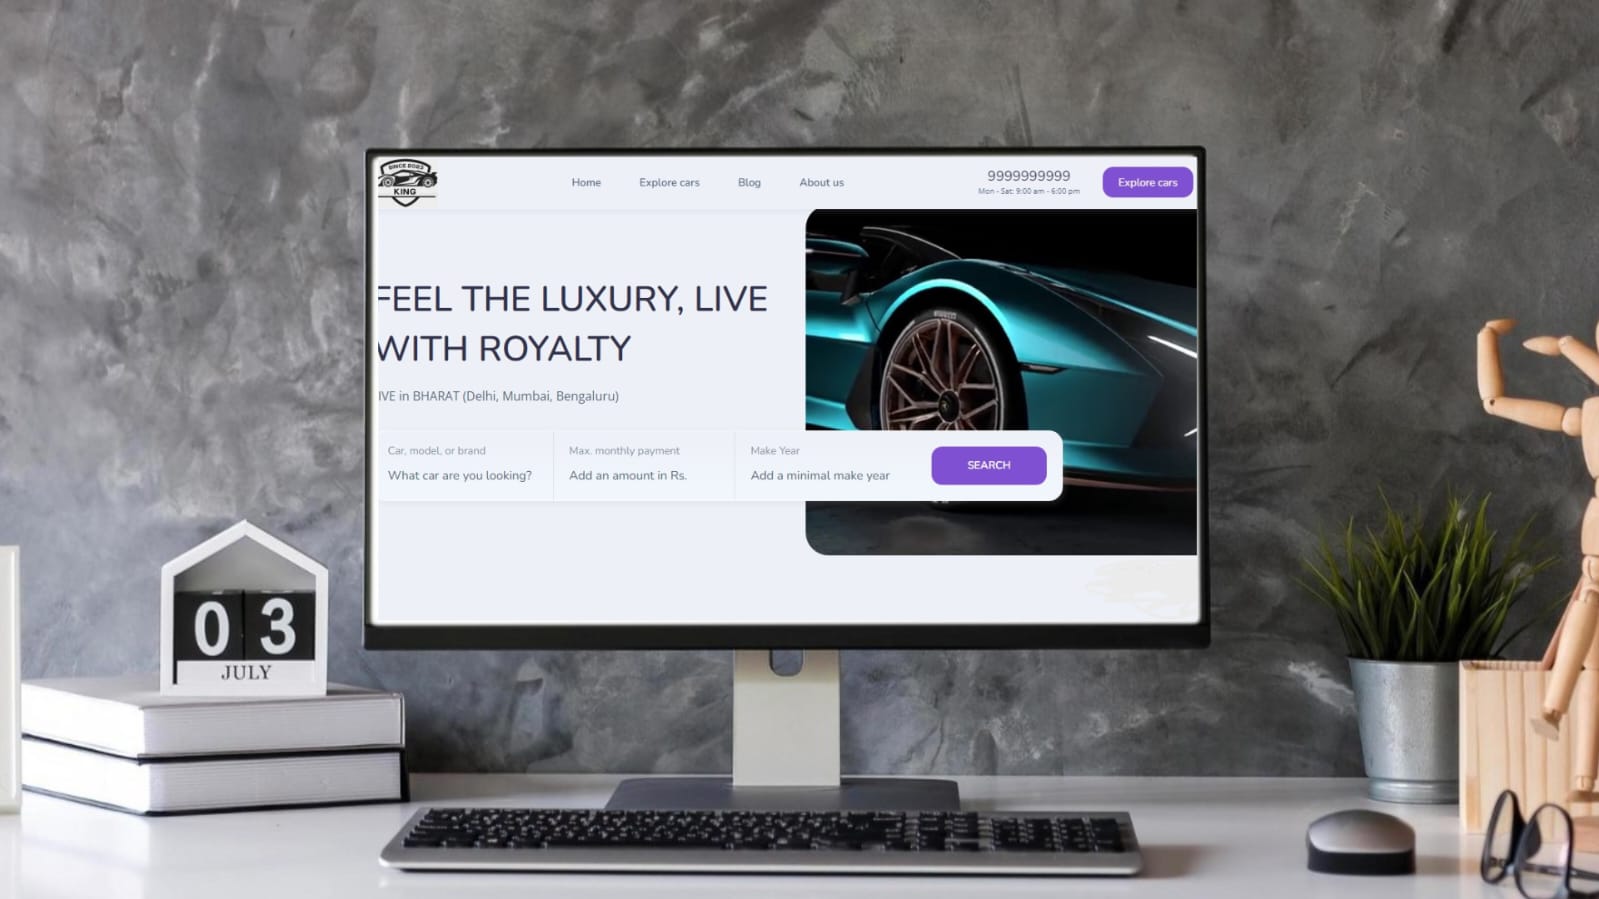 SINCE 2023
KING
Home
Explore cars
Blog
About us
9999999999
Mon - Sat: 9:00 am - 6:00 pm
Explore cars
FEEL THE LUXURY, LIVE
WITH ROYALTY
IVE in BHARAT (Delhi, Mumbai, Bengaluru)
Car, model, or brand
What car are you looking?
Max. monthly payment
Add an amount in Rs.
Make Year
Add a minimal make year
SEARCH
03
JULY